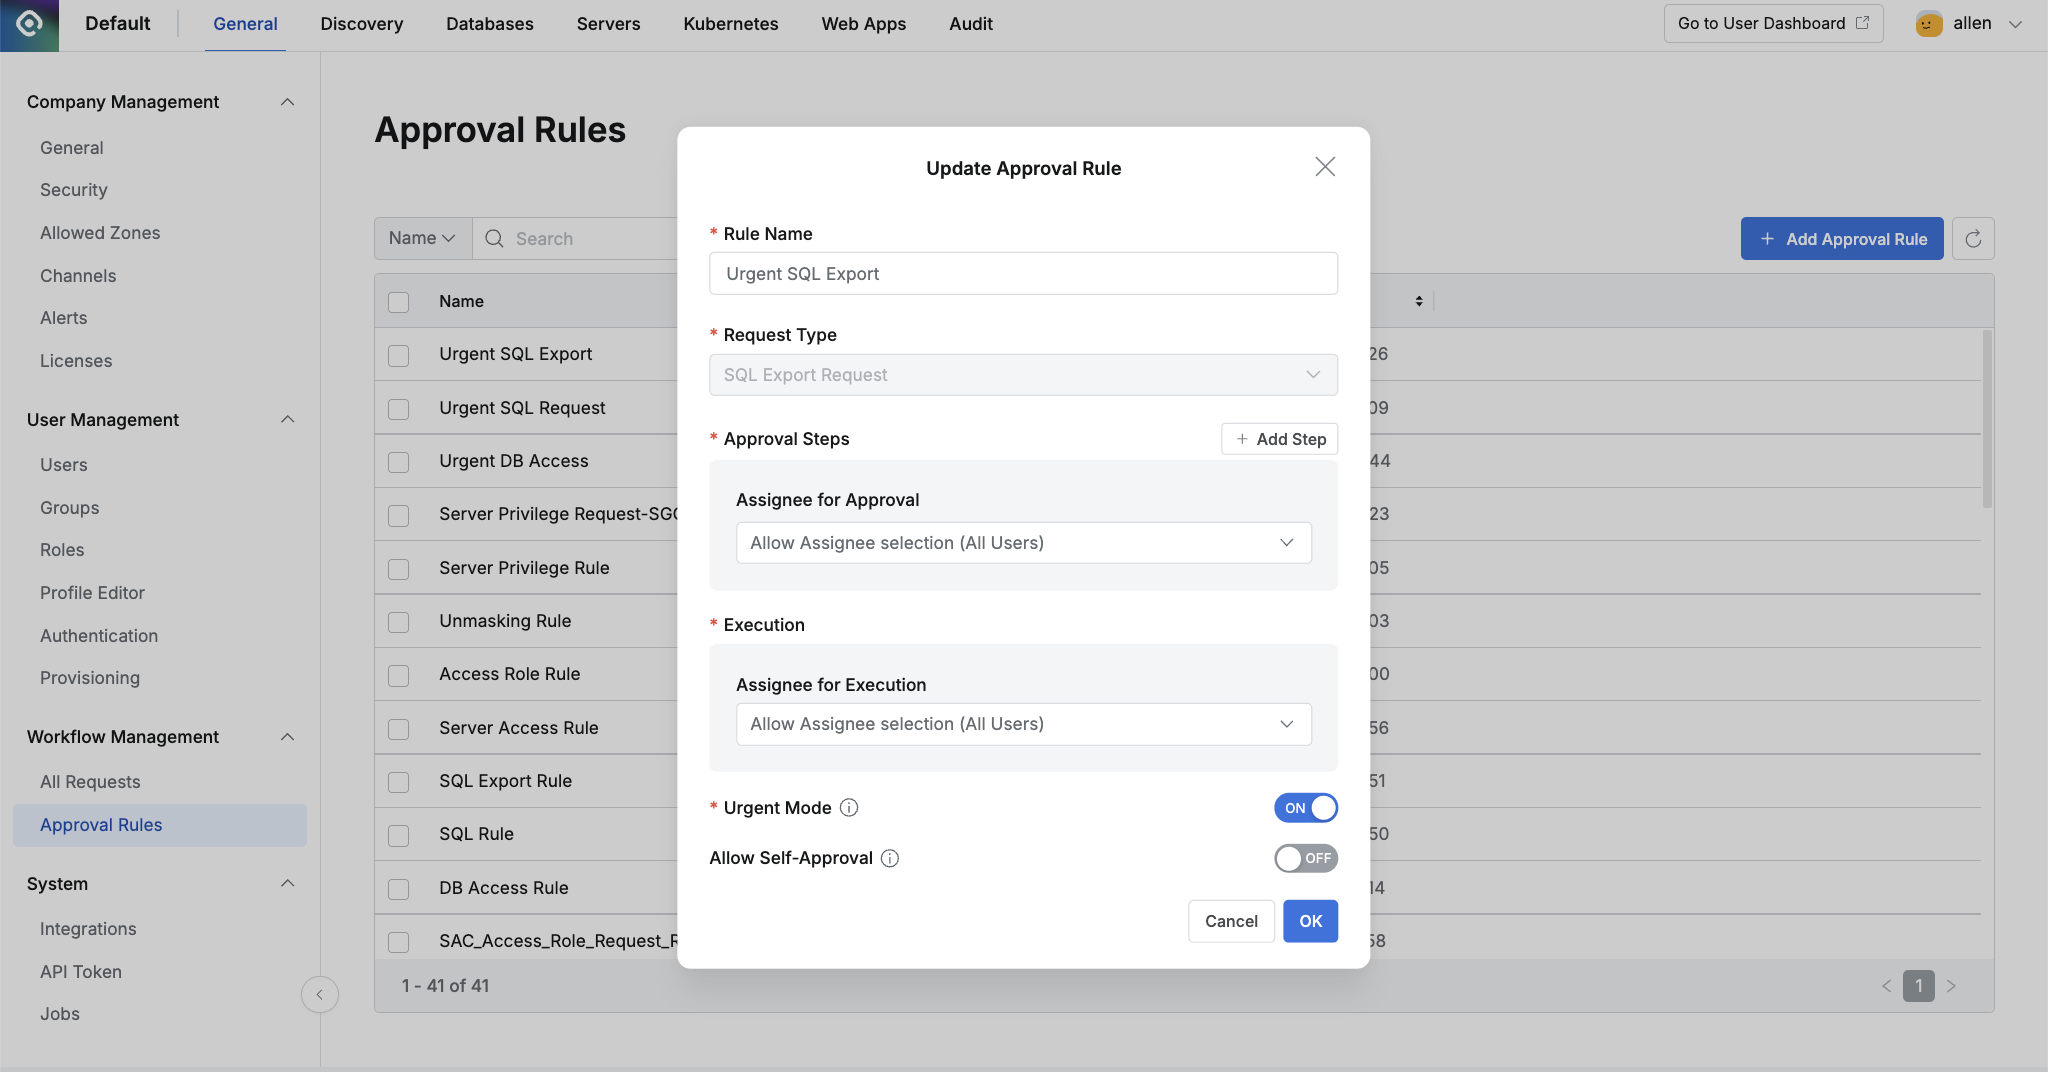 Default
General
Discovery
Databases
Servers
Kubernetes
Web Apps
Audit
Go to User Dashboard
allen
Company Management
General
Security
Allowed Zones
Channels
Alerts
Licenses
User Management
Users
Groups
Roles
Profile Editor
Authentication
Provisioning
Workflow Management
All Requests
Approval Rules
System
Integrations
API Token
Jobs
Approval Rules
Name
Search
+ Add Approval Rule
Name
Urgent SQL Export
26
Urgent SQL Request
09
Urgent DB Access
44
Server Privilege Request-SG
23
Server Privilege Rule
05
Unmasking Rule
03
Access Role Rule
00
Server Access Rule
56
SQL Export Rule
51
SQL Rule
50
DB Access Rule
14
SAC_Access_Role_Request_R
58
1 - 41 of 41
< 1 >
Update Approval Rule
* Rule Name
Urgent SQL Export
* Request Type
SQL Export Request
* Approval Steps
+ Add Step
Assignee for Approval
Allow Assignee selection (All Users)
* Execution
Assignee for Execution
Allow Assignee selection (All Users)
* Urgent Mode
ON
Allow Self-Approval
OFF
Cancel
OK